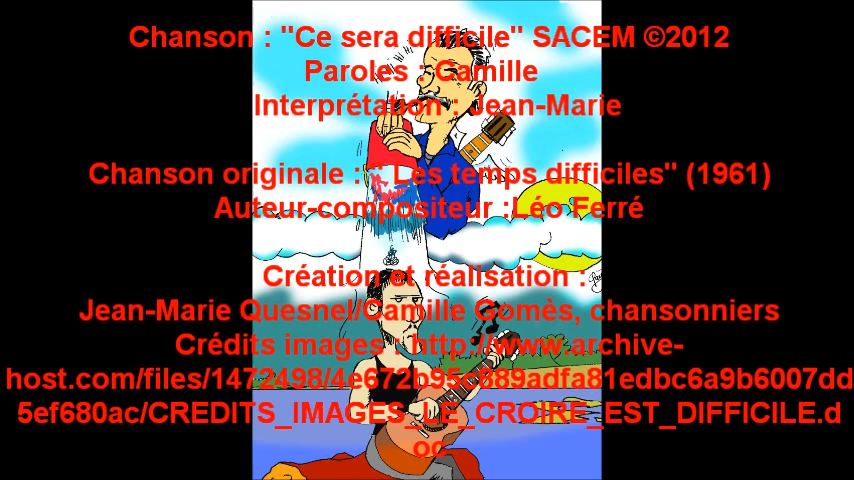 Chanson : "Ce sera difficile" SACEM ©2012
Paroles : Camille
Interprétation : Jean-Marie
Chanson originale : " Les temps difficiles" (1961)
Auteur-compositeur :Léo Ferré
Création et réalisation :
Jean-Marie Quesnel/Camille Gomès, chansonniers
Crédits images : http://www.archive-
host.com/files/1472498/4e672b95c689adfa81edbc6a9b6007dd
5ef680ac/CREDITS_IMAGES_LE_CROIRE_EST_DIFFICILE.d
oc